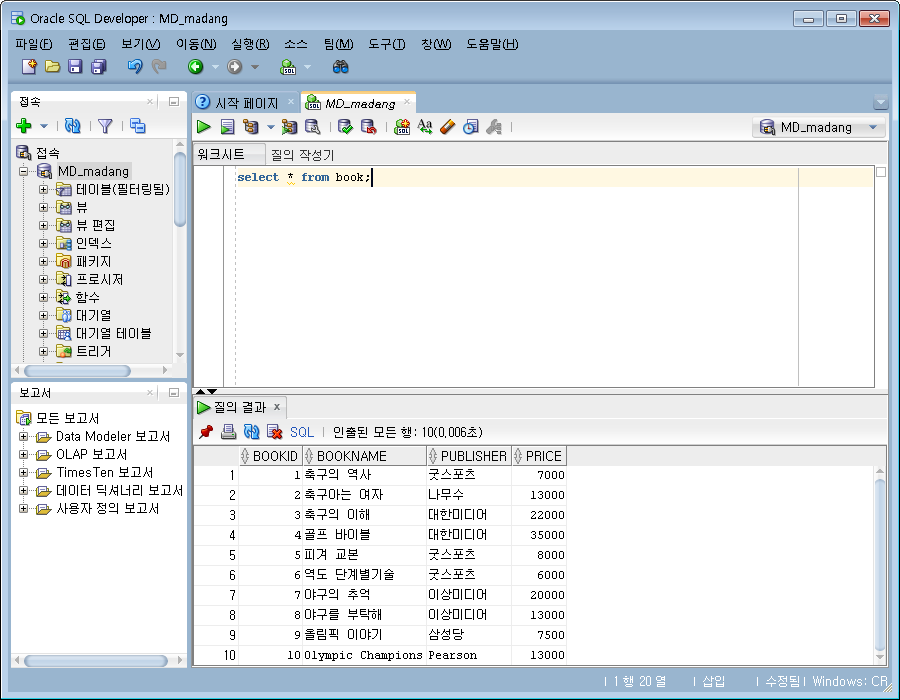 Oracle SQL Developer : MD_madang
파일(F) 편집(E) 보기(V) 이동(N) 실행(R) 소스 팀(M) 도구(T) 창(W) 도움말(H)
접속
시작 페이지
MD_madang
MD_madang
워크시트 질의 작성기
select * from book;
접속
MD_madang
테이블(필터링됨)
뷰
뷰 편집
인덱스
패키지
프로시저
함수
대기열
대기열 테이블
트리거
보고서
모든 보고서
Data Modeler 보고서
OLAP 보고서
TimesTen 보고서
데이터 딕셔너리 보고서
사용자 정의 보고서
질의 결과
SQL | 인출된 모든 행: 10(0,006초)
BOOKID BOOKNAME PUBLISHER PRICE
1 1 축구의 역사 굿스포츠 7000
2 2 축구아는 여자 나무수 13000
3 3 축구의 이해 대한미디어 22000
4 4 골프 바이블 대한미디어 35000
5 5 피겨 교본 굿스포츠 8000
6 6 역도 단계별기술 굿스포츠 6000
7 7 야구의 추억 이상미디어 20000
8 8 야구를 부탁해 이상미디어 13000
9 9 올림픽 이야기 삼성당 7500
10 10 Olympic Champions Pearson 13000
| 1 행 20 열 | 삽입 | 수정됨 | Windows: CR